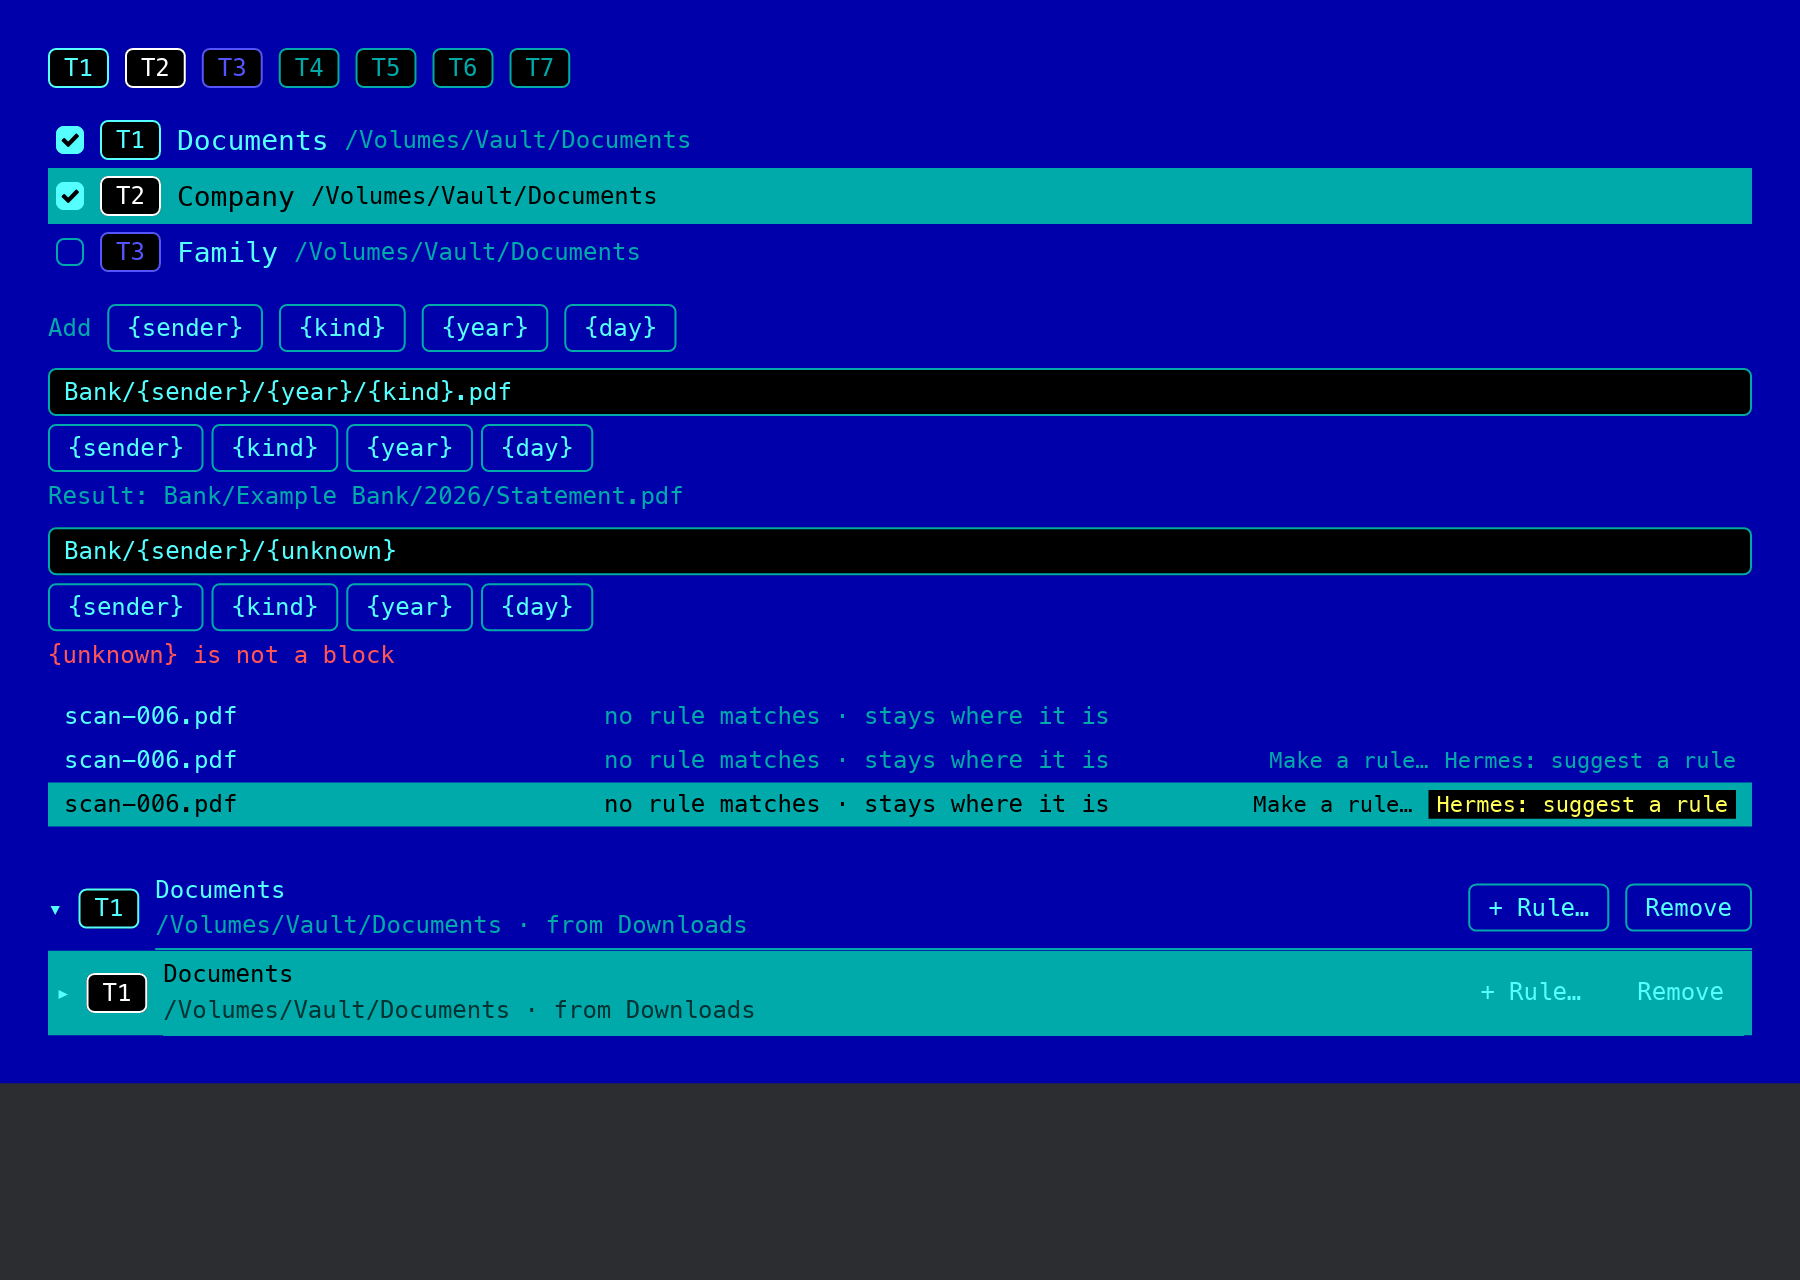 T1 T2 T3 T4 T5 T6 T7
T1 Documents /Volumes/Vault/Documents
T2 Company /Volumes/Vault/Documents
T3 Family /Volumes/Vault/Documents
Add {sender} {kind} {year} {day}
Bank/{sender}/{year}/{kind}.pdf
{sender} {kind} {year} {day}
Result: Bank/Example Bank/2026/Statement.pdf
Bank/{sender}/{unknown}
{sender} {kind} {year} {day}
{unknown} is not a block
scan-006.pdf no rule matches · stays where it is
scan-006.pdf no rule matches · stays where it is Make a rule… Hermes: suggest a rule
scan-006.pdf no rule matches · stays where it is Make a rule… Hermes: suggest a rule
▾ T1 Documents + Rule… Remove
/Volumes/Vault/Documents · from Downloads
▸ T1 Documents + Rule… Remove
/Volumes/Vault/Documents · from Downloads